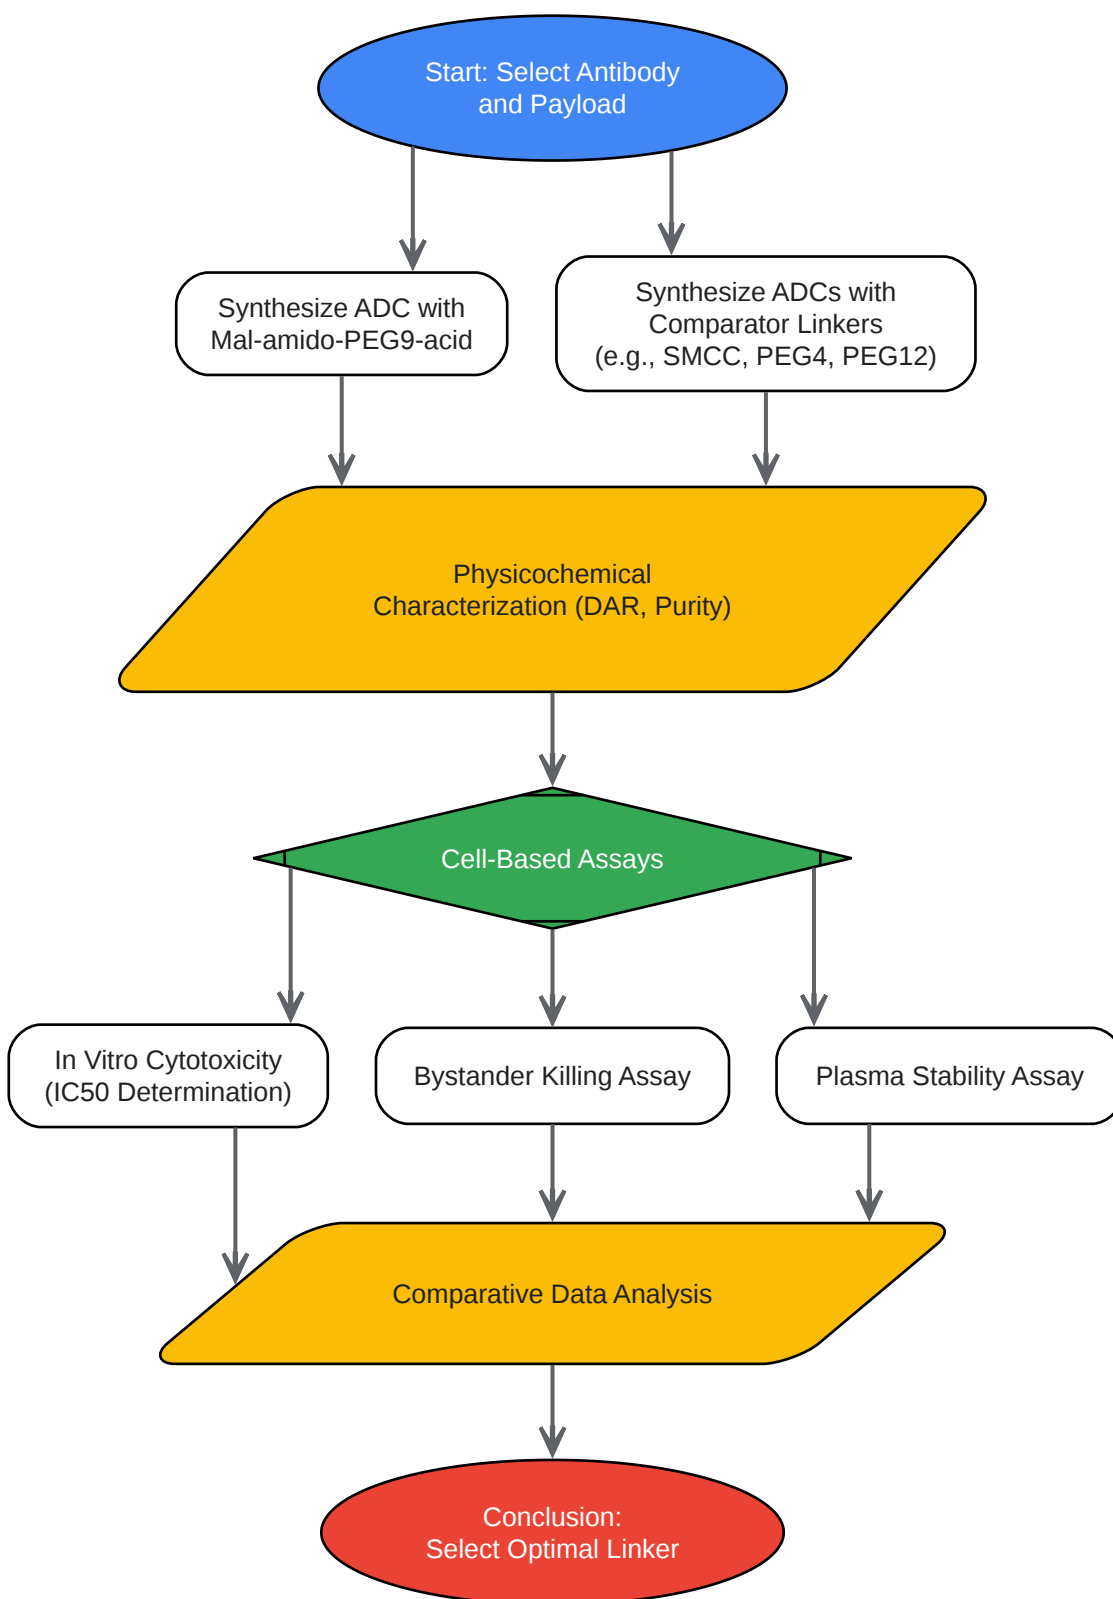 Start: Select Antibody
and Payload
Synthesize ADC with
Mal-amido-PEG9-acid
Synthesize ADCs with
Comparator Linkers
(e.g., SMCC, PEG4, PEG12)
Physicochemical
Characterization (DAR, Purity)
Cell-Based Assays
In Vitro Cytotoxicity
(IC50 Determination)
Bystander Killing Assay
Plasma Stability Assay
Comparative Data Analysis
Conclusion:
Select Optimal Linker